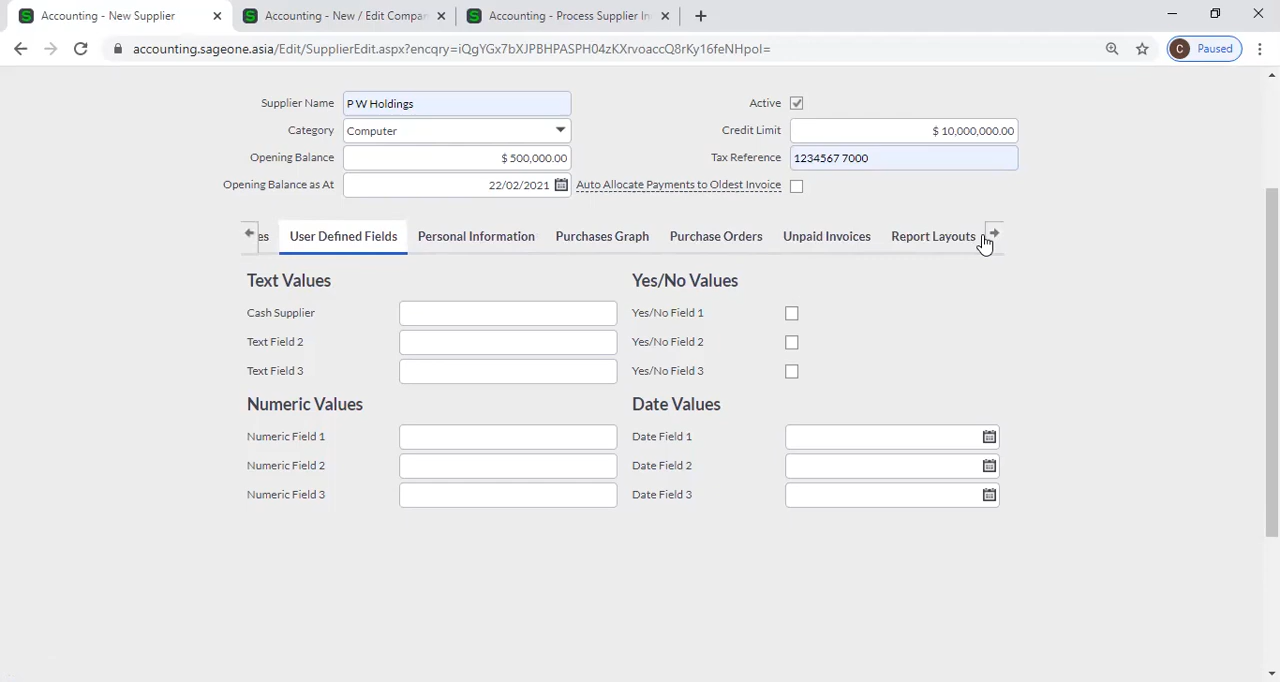 Accounting - New Supplier
Accounting - New / Edit Compa
Accounting - Process Supplier In
accounting.sageone.asia/Edit/SupplierEdit.aspx?encqry=iQgYGx7bXJPBHPASPH04zKXrvoaccQ8rKy16feNHpoI=
C Paused
Supplier Name P W Holdings Active
Category Computer Credit Limit $ 10,000,000.00
Opening Balance $ 500,000.00 Tax Reference 1234567 7000
Opening Balance as At 22/02/2021 Auto Allocate Payments to Oldest Invoice
es User Defined Fields Personal Information Purchases Graph Purchase Orders Unpaid Invoices Report Layouts
Text Values Yes/No Values
Cash Supplier Yes/No Field 1
Text Field 2 Yes/No Field 2
Text Field 3 Yes/No Field 3
Numeric Values Date Values
Numeric Field 1 Date Field 1
Numeric Field 2 Date Field 2
Numeric Field 3 Date Field 3